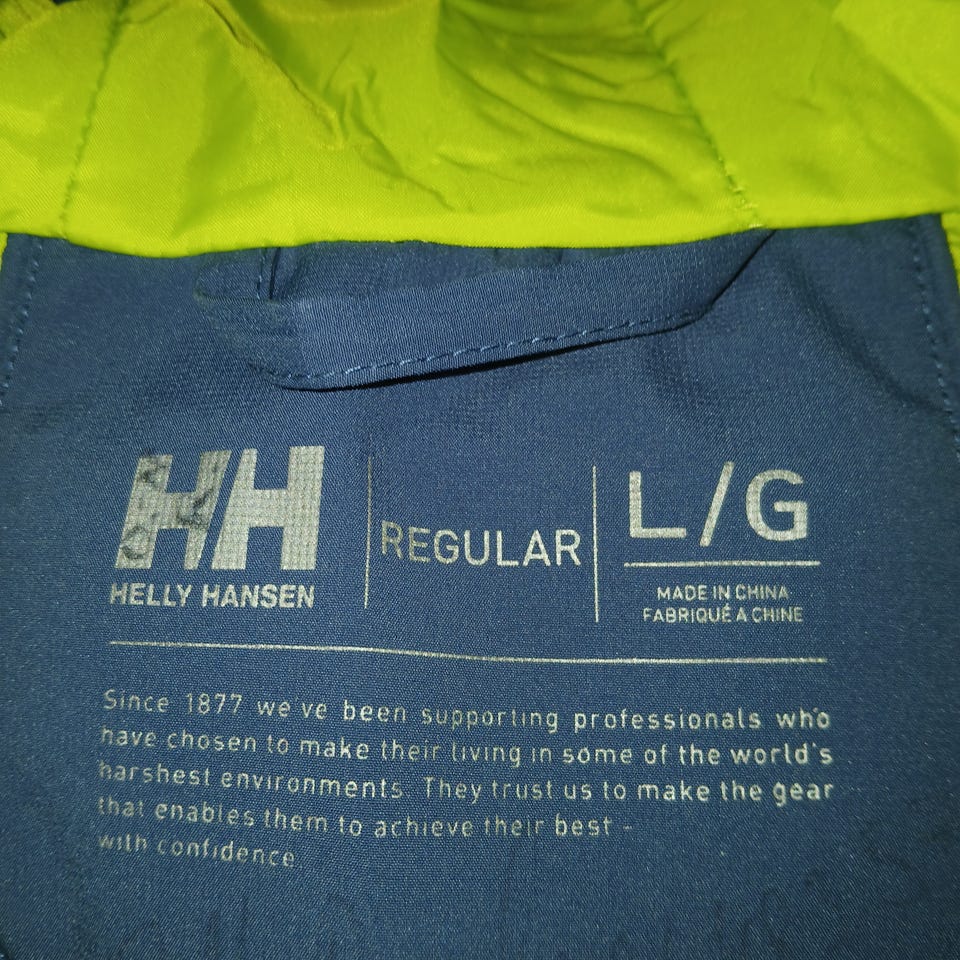 HH
HELLY HANSEN
REGULAR
L/G
MADE IN CHINA
FABRIQUÉ A CHINE
Since 1877 we've been supporting professionals who
have chosen to make their living in some of the world's
harshest environments. They trust us to make the gear
that enables them to achieve their best -
with confidence